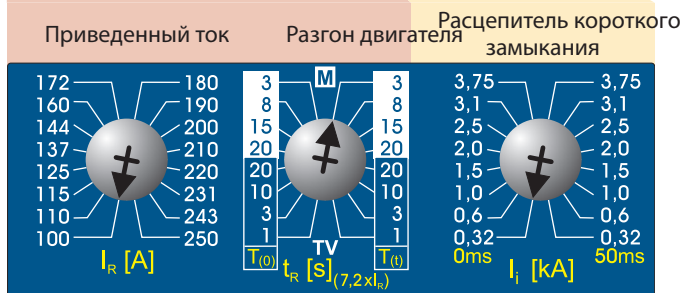 Приведенный ток
Разгон двигателя
Расцепитель короткого
замыкания
172 180 3 M 3 3,75 3,75
160 190 8 8 3,1 3,1
144 200 15 15 2,5 2,5
137 210 20 20 2,0 2,0
125 220 20 20 1,5 1,5
115 231 10 10 1,0 1,0
110 243 3 3 0,6 0,6
100 250 1 TV 1 0,32 0,32
I R [A] T(0) t R [s] (7,2 x I R) T(t) 0ms I i [kA] 50ms